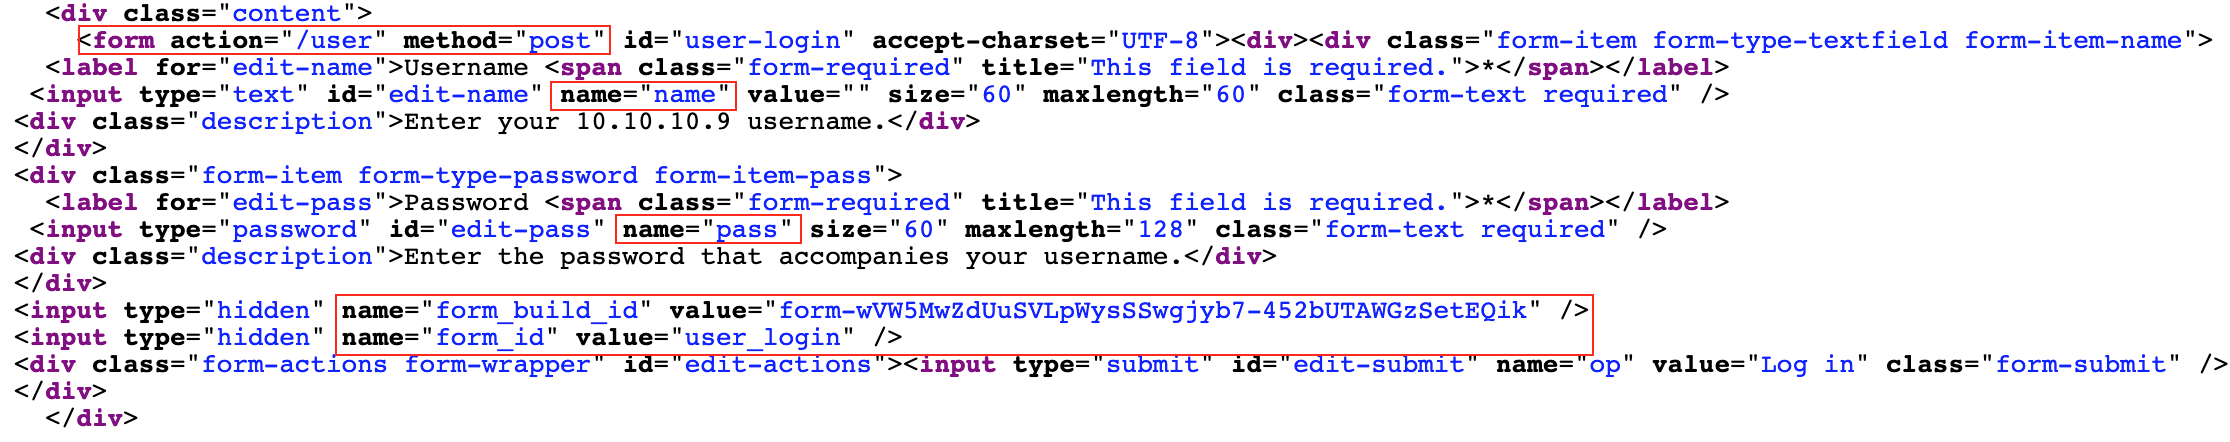 <div class="content">
<form action="/user" method="post" id="user-login" accept-charset="UTF-8"><div><div class="form-item form-type-textfield form-item-name">
<label for="edit-name">Username <span class="form-required" title="This field is required.">*</span></label>
<input type="text" id="edit-name" name="name" value="" size="60" maxlength="60" class="form-text required" />
<div class="description">Enter your 10.10.10.9 username.</div>
</div>
<div class="form-item form-type-password form-item-pass">
<label for="edit-pass">Password <span class="form-required" title="This field is required.">*</span></label>
<input type="password" id="edit-pass" name="pass" size="60" maxlength="128" class="form-text required" />
<div class="description">Enter the password that accompanies your username.</div>
</div>
<input type="hidden" name="form_build_id" value="form-wVW5MwZdUuSVLpWysSSwgjyb7-452bUTAWGzSetEQik" />
<input type="hidden" name="form_id" value="user_login" />
<div class="form-actions form-wrapper" id="edit-actions"><input type="submit" id="edit-submit" name="op" value="Log in" class="form-submit" />
</div>
</div>